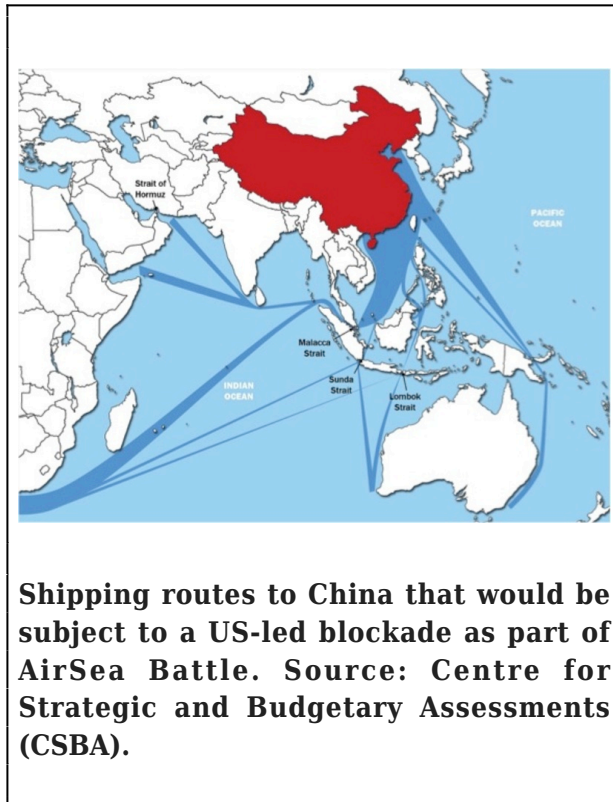 Strait of
Hormuz
PACIFIC
OCEAN
Malacca
Strait
INDIAN
OCEAN
Sunda
Strait
Lombok
Strait
Shipping routes to China that would be
subject to a US-led blockade as part of
AirSea Battle. Source: Centre for
Strategic and Budgetary Assessments
(CSBA).